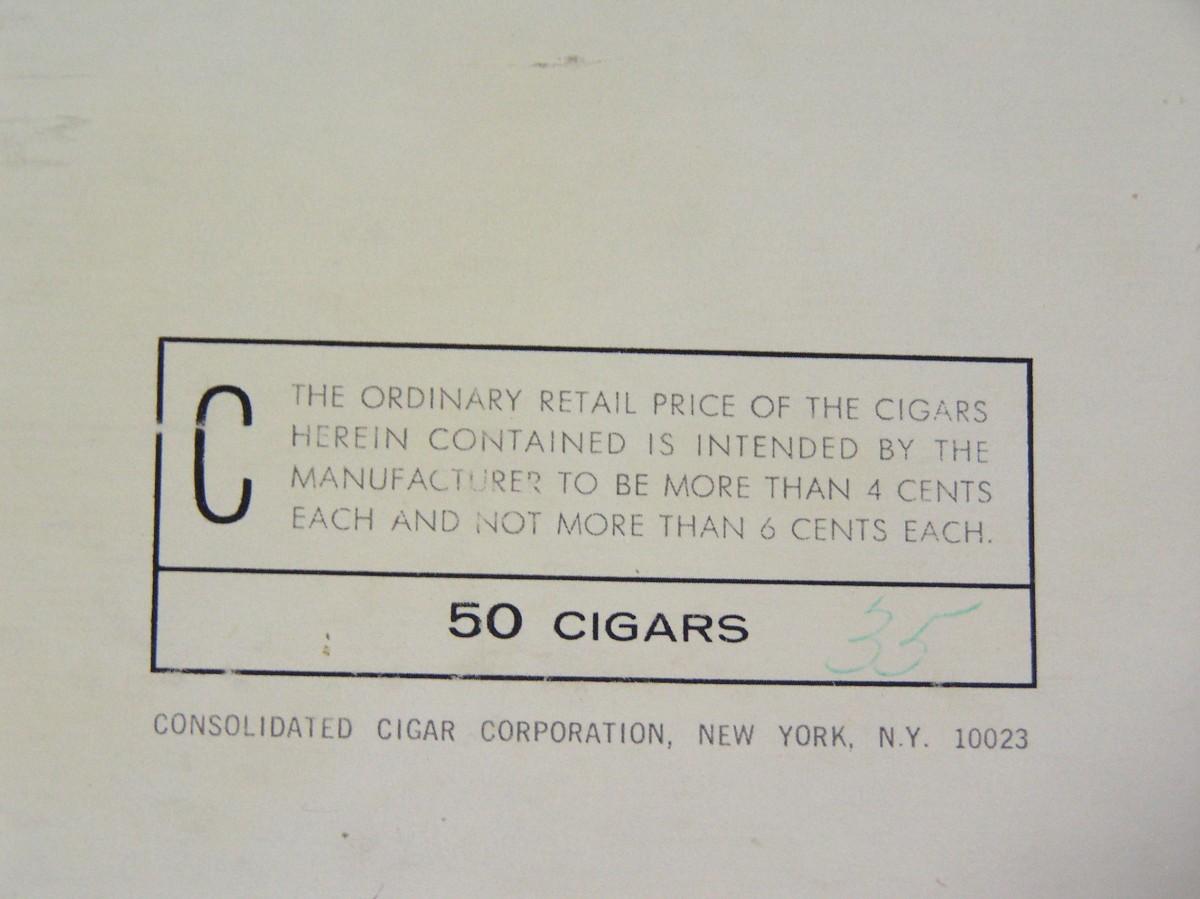 C
THE ORDINARY RETAIL PRICE OF THE CIGARS
HEREIN CONTAINED IS INTENDED BY THE
MANUFACTURER TO BE MORE THAN 4 CENTS
EACH AND NOT MORE THAN 6 CENTS EACH.
50 CIGARS 35
CONSOLIDATED CIGAR CORPORATION, NEW YORK, N.Y. 10023